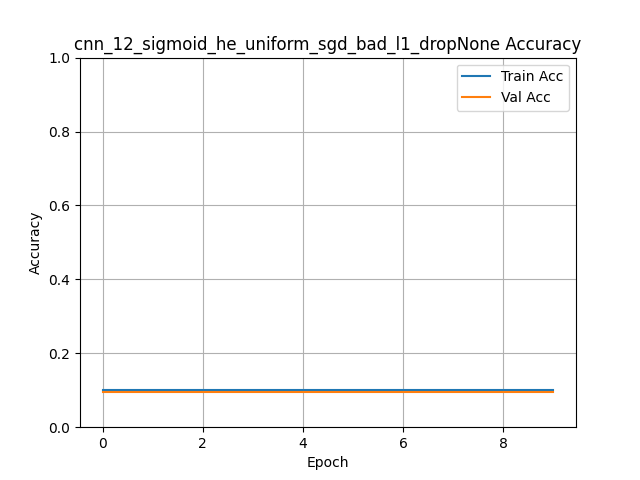 cnn_12_sigmoid_he_uniform_sgd_bad_l1_dropNone Accuracy
Train Acc
Val Acc
1.0
0.8
0.6
0.4
0.2
0.0
Accuracy
0 2 4 6 8
Epoch